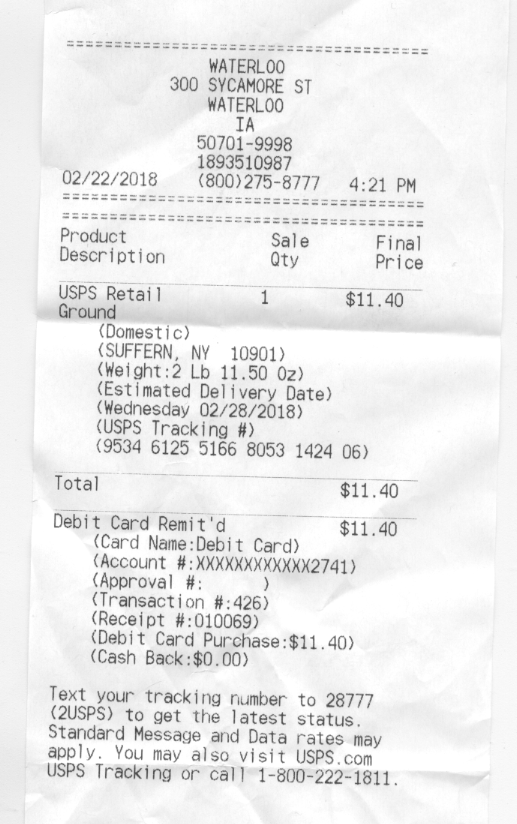 ========================================
WATERLOO
300 SYCAMORE ST
WATERLOO
IA
50701-9998
1893510987
02/22/2018 (800)275-8777 4:21 PM
========================================
========================================
Product Sale Final
Description Qty Price
USPS Retail 1 $11.40
Ground
(Domestic)
(SUFFERN, NY 10901)
(Weight:2 Lb 11.50 Oz)
(Estimated Delivery Date)
(Wednesday 02/28/2018)
(USPS Tracking #)
(9534 6125 5166 8053 1424 06)
Total $11.40
Debit Card Remit'd $11.40
(Card Name:Debit Card)
(Account #:XXXXXXXXXXXX2741)
(Approval #: )
(Transaction #:426)
(Receipt #:010069)
(Debit Card Purchase:$11.40)
(Cash Back:$0.00)
Text your tracking number to 28777
(2USPS) to get the latest status.
Standard Message and Data rates may
apply. You may also visit USPS.com
USPS Tracking or call 1-800-222-1811.